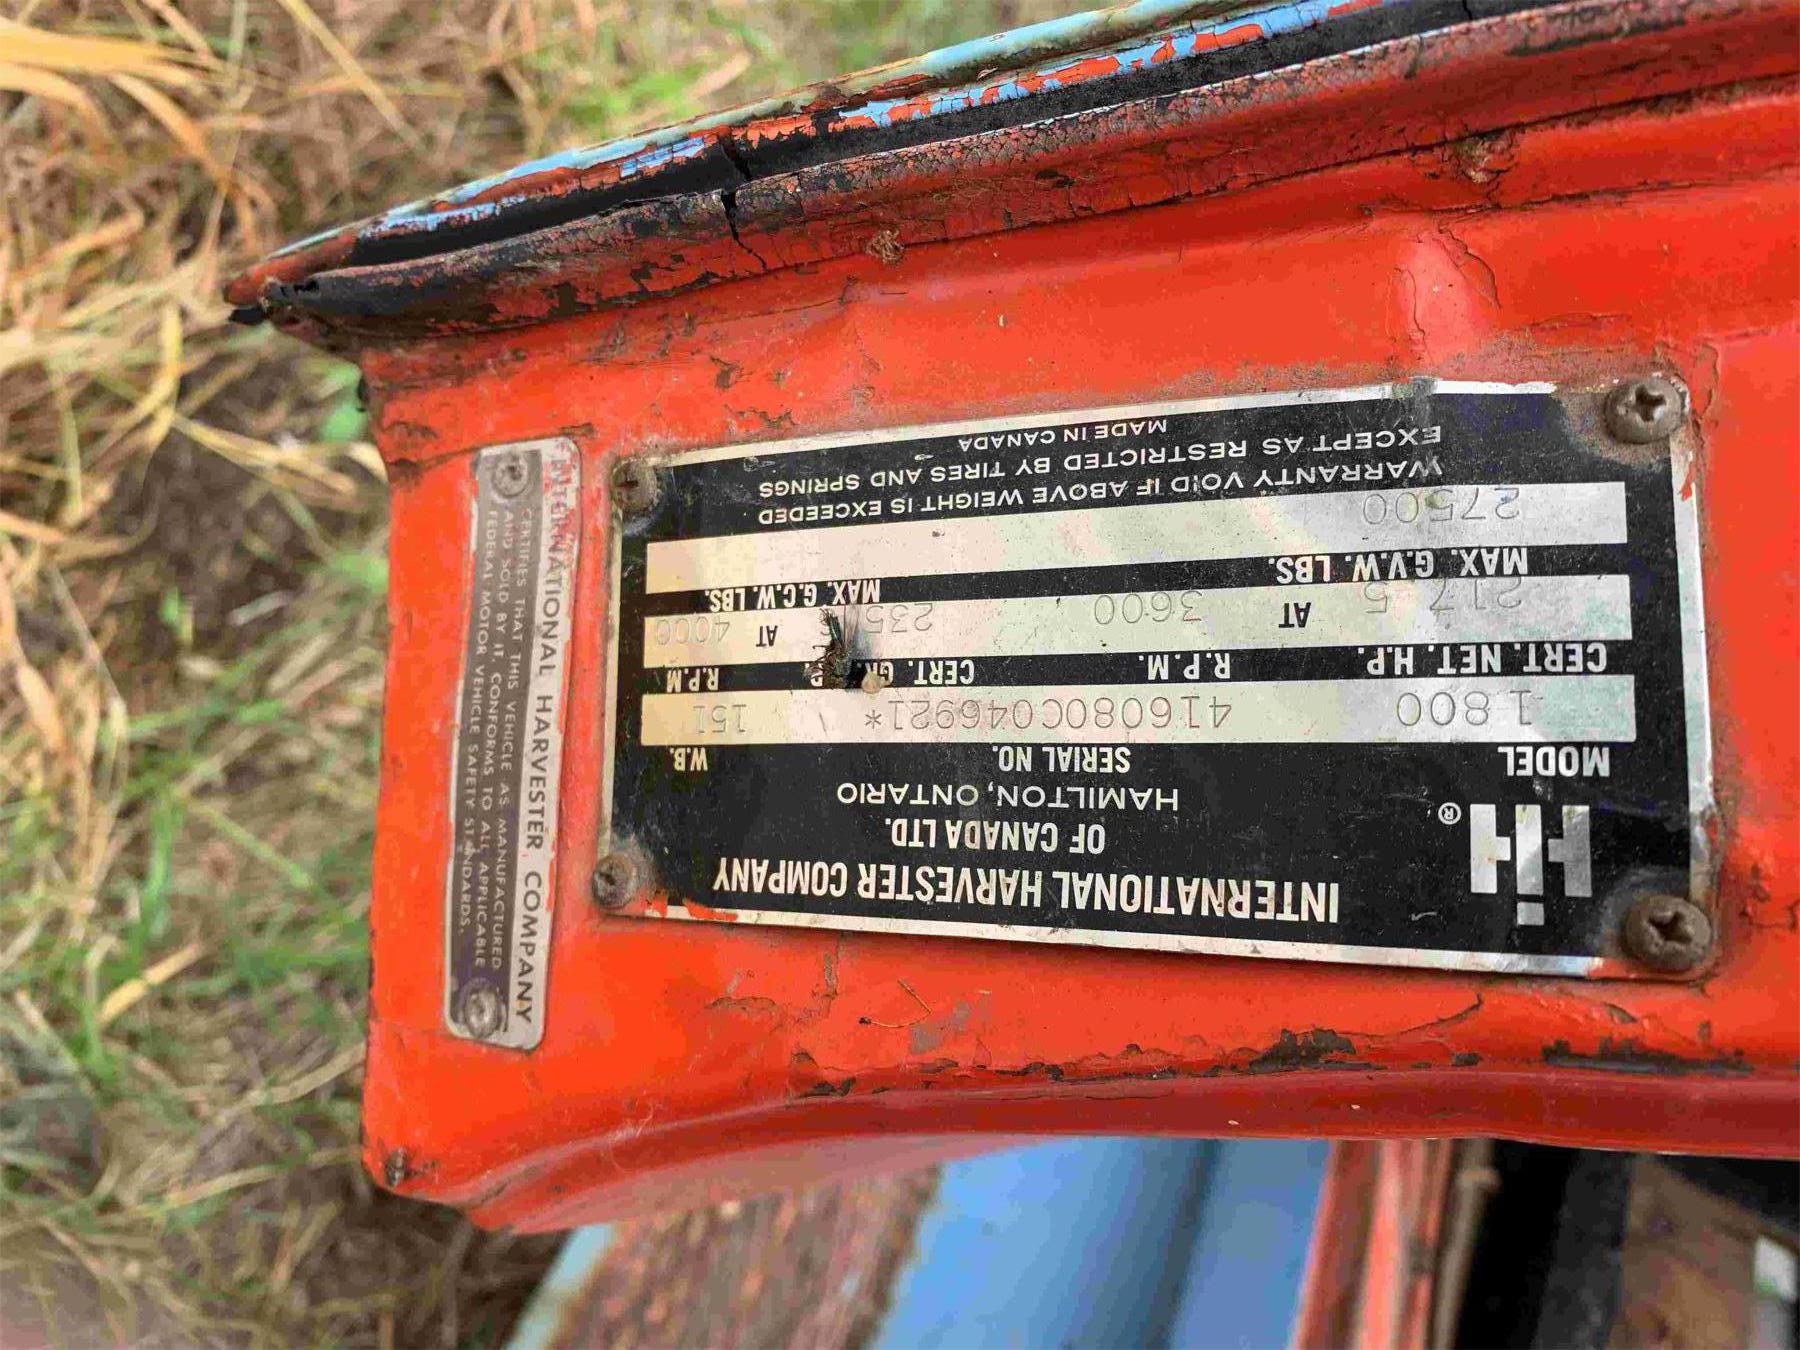 IH®
INTERNATIONAL HARVESTER COMPANY
OF CANADA LTD.
HAMILTON, ONTARIO
MODEL SERIAL NO. W.B.
1800 416080C046921* 151
CERT. NET. H.P. R.P.M. CERT. GR. R.P.M
217 5 AT 3600 235 AT 4000
MAX. G.V.W. LBS. MAX. G.C.W. LBS.
27500
WARRANTY VOID IF ABOVE WEIGHT IS EXCEEDED
EXCEPT AS RESTRICTED BY TIRES AND SPRINGS
MADE IN CANADA
INTERNATIONAL HARVESTER COMPANY
CERTIFIES THAT THIS VEHICLE AS MANUFACTURED
AND SOLD BY IT, CONFORMS TO ALL APPLICABLE
FEDERAL MOTOR VEHICLE SAFETY STANDARDS.